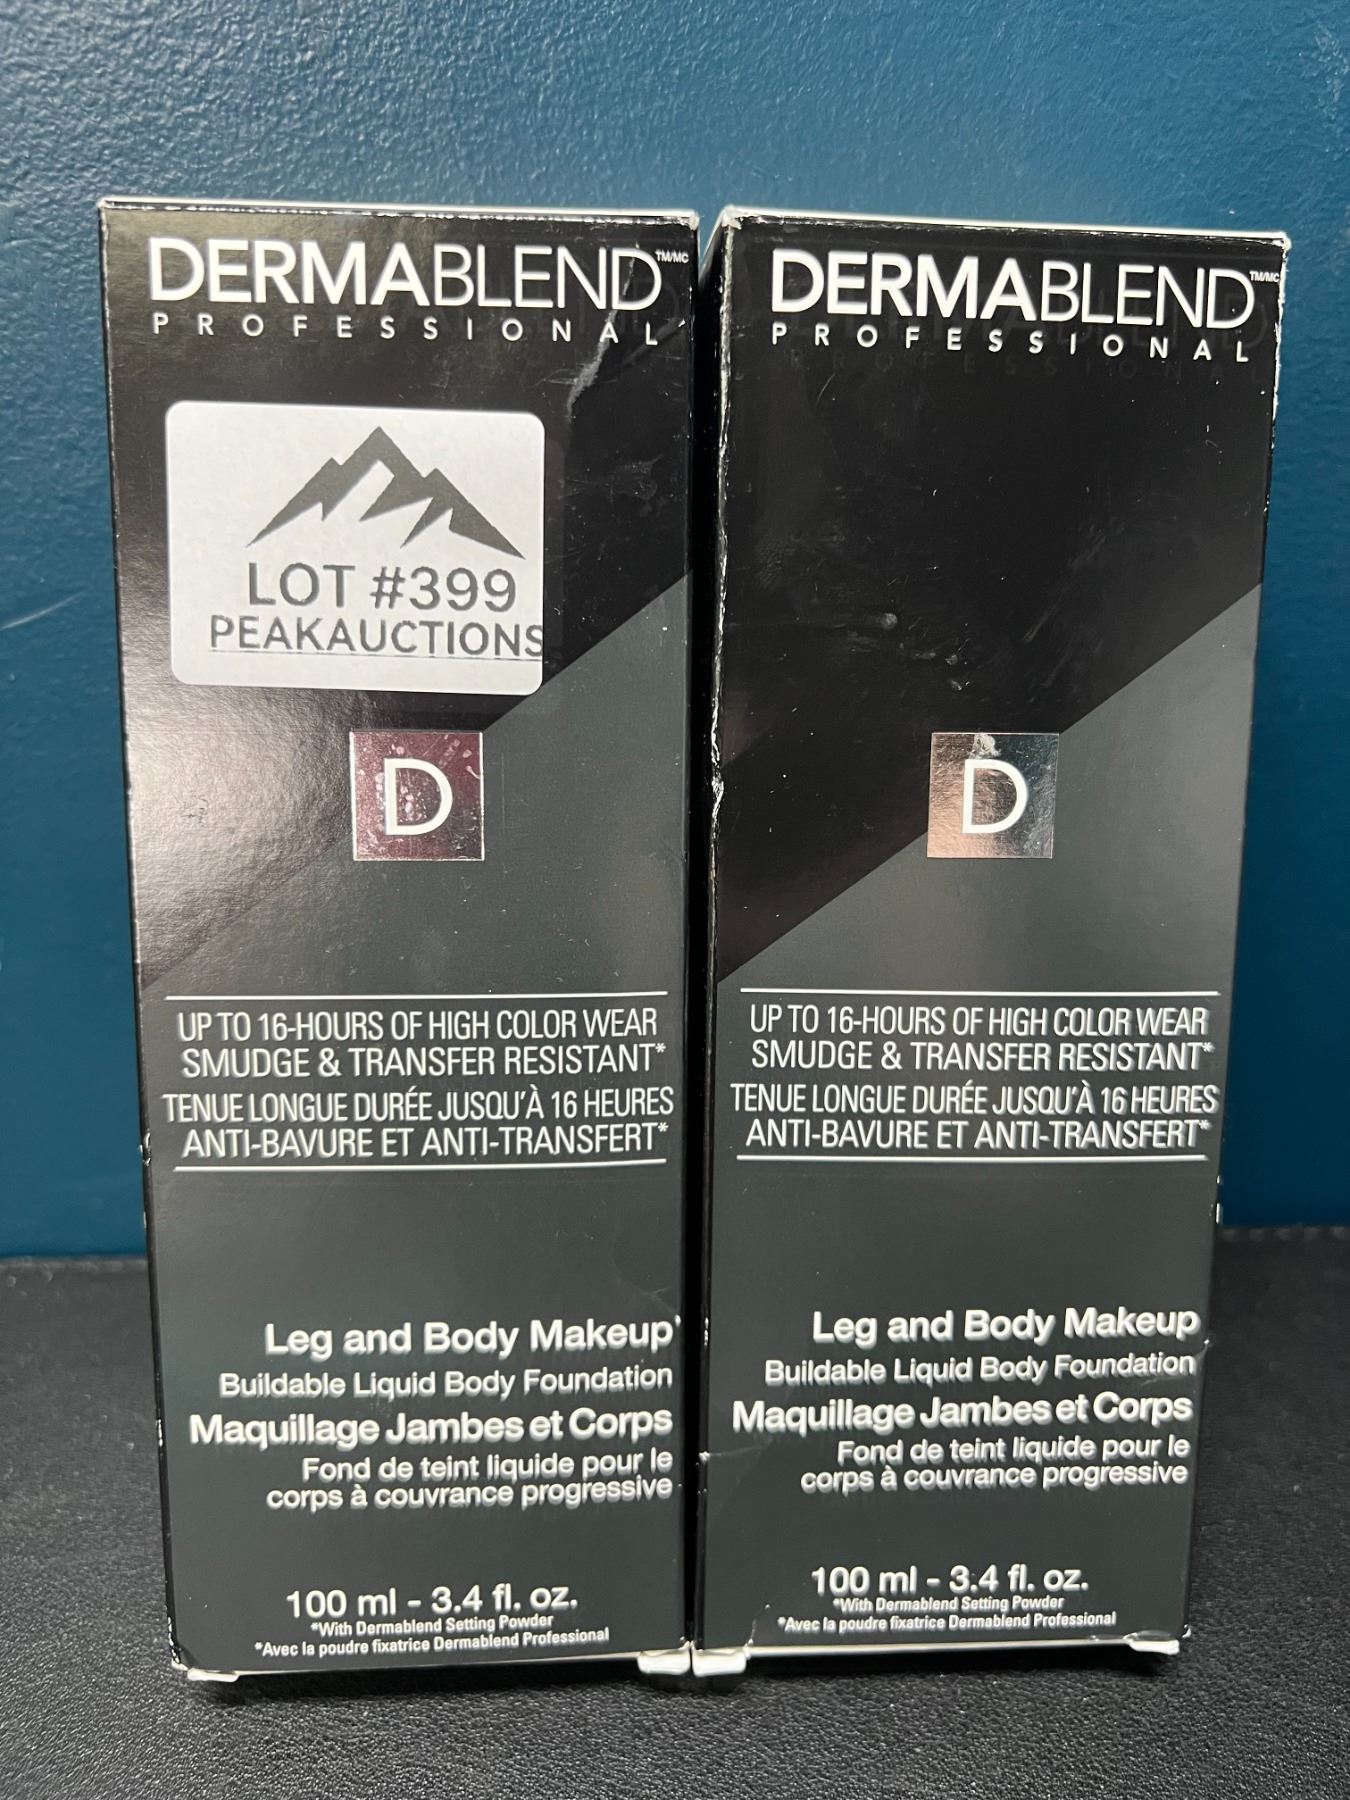 DERMABLEND™/MC
PROFESSIONAL
LOT #399
PEAKAUCTIONS
D
UP TO 16-HOURS OF HIGH COLOR WEAR
SMUDGE & TRANSFER RESISTANT*
TENUE LONGUE DURÉE JUSQU'À 16 HEURES
ANTI-BAVURE ET ANTI-TRANSFERT*
Leg and Body Makeup
Buildable Liquid Body Foundation
Maquillage Jambes et Corps
Fond de teint liquide pour le
corps à couvrance progressive
100 ml - 3.4 fl. oz.
*With Dermablend Setting Powder
*Avec la poudre fixatrice Dermablend Professional
DERMABLEND™/MC
PROFESSIONAL
D
UP TO 16-HOURS OF HIGH COLOR WEAR
SMUDGE & TRANSFER RESISTANT*
TENUE LONGUE DURÉE JUSQU'À 16 HEURES
ANTI-BAVURE ET ANTI-TRANSFERT*
Leg and Body Makeup
Buildable Liquid Body Foundation
Maquillage Jambes et Corps
Fond de teint liquide pour le
corps à couvrance progressive
100 ml - 3.4 fl. oz.
*With Dermablend Setting Powder
*Avec la poudre fixatrice Dermablend Professional